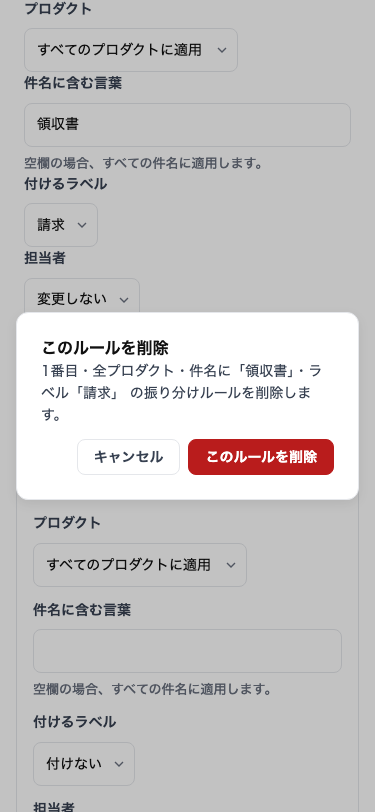 プロダクト
すべてのプロダクトに適用
件名に含む言葉
領収書
空欄の場合、すべての件名に適用します。
付けるラベル
請求
担当者
変更しない
このルールを削除
1番目・全プロダクト・件名に「領収書」・ラ
ベル「請求」 の振り分けルールを削除しま
す。
キャンセル
このルールを削除
プロダクト
すべてのプロダクトに適用
件名に含む言葉
空欄の場合、すべての件名に適用します。
付けるラベル
付けない
担当者